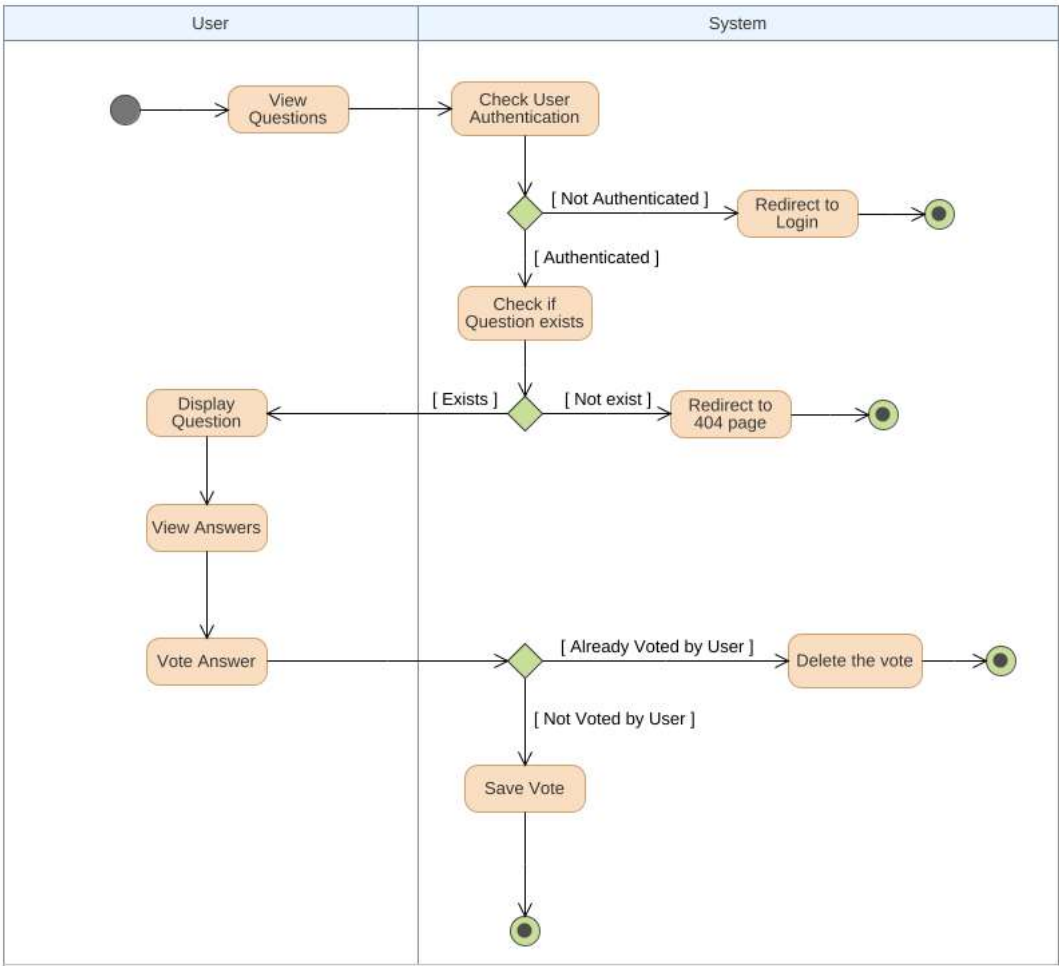 User
System
View
Questions
Check User
Authentication
[ Not Authenticated ]
Redirect to
Login
[ Authenticated ]
Check if
Question exists
[ Exists ]
[ Not exist ]
Display
Question
Redirect to
404 page
View Answers
Vote Answer
[ Already Voted by User ]
Delete the vote
[ Not Voted by User ]
Save Vote